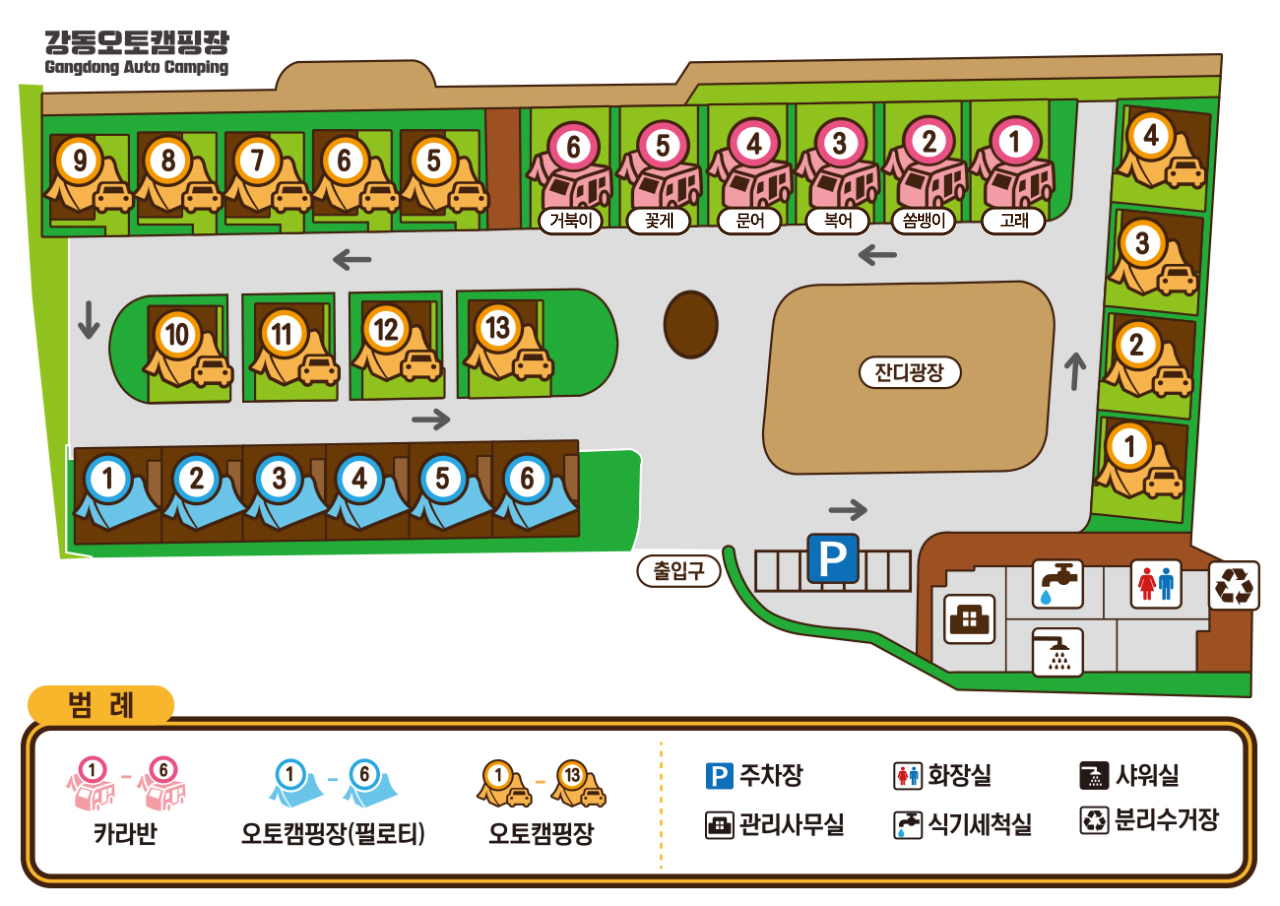 강동오토캠핑장
Gangdong Auto Camping
9 8 7 6 5
6 5 4 3 2 1
거북이 꽃게 문어 복어 쏨뱅이 고래
4
3
2
1
10 11 12 13
잔디광장
1 2 3 4 5 6
출입구
P
범 례
1 - 6
카라반
1 - 6
오토캠핑장(필로티)
1 - 13
오토캠핑장
P 주차장
화장실
샤워실
관리사무실
식기세척실
분리수거장